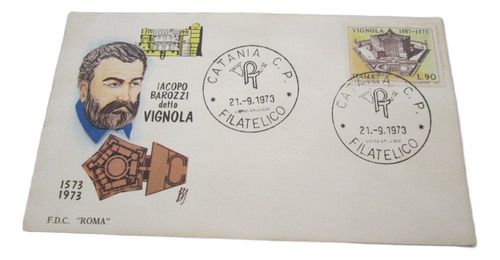 IACOPO
BAROZZI
detto
VIGNOLA
1573
1973
F.D.C. "ROMA"
CATANIA C.P.
21.-9.1973
* FILATELICO *
VIGNOLA 1507-1573
ITALIA L.90
CATANIA C.P.
21.-9.1973
* FILATELICO *